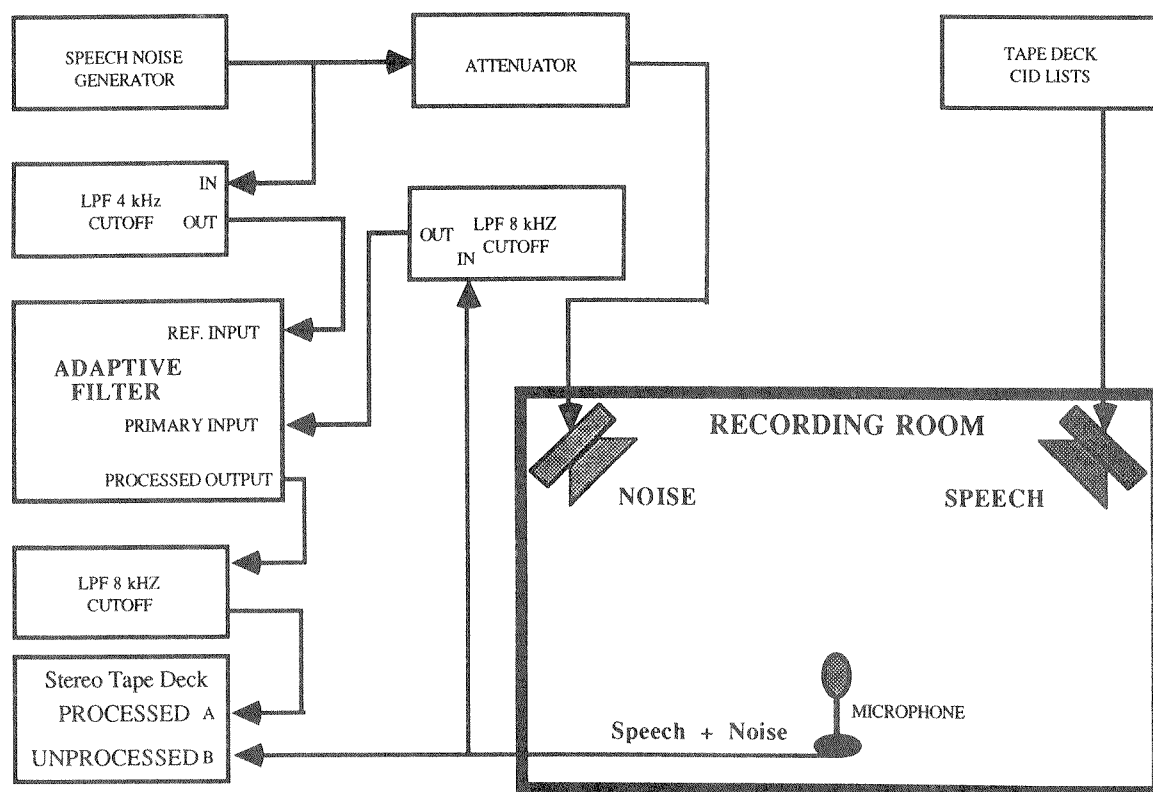 SPEECH NOISE
GENERATOR
ATTENUATOR
TAPE DECK
CID LISTS
IN
LPF 4 kHz
CUTOFF
OUT
LPF 8 kHZ
CUTOFF
OUT
IN
REF. INPUT
ADAPTIVE
FILTER
PRIMARY INPUT
PROCESSED OUTPUT
RECORDING ROOM
NOISE
SPEECH
LPF 8 kHZ
CUTOFF
Stereo Tape Deck
PROCESSED A
UNPROCESSED B
Speech + Noise
MICROPHONE